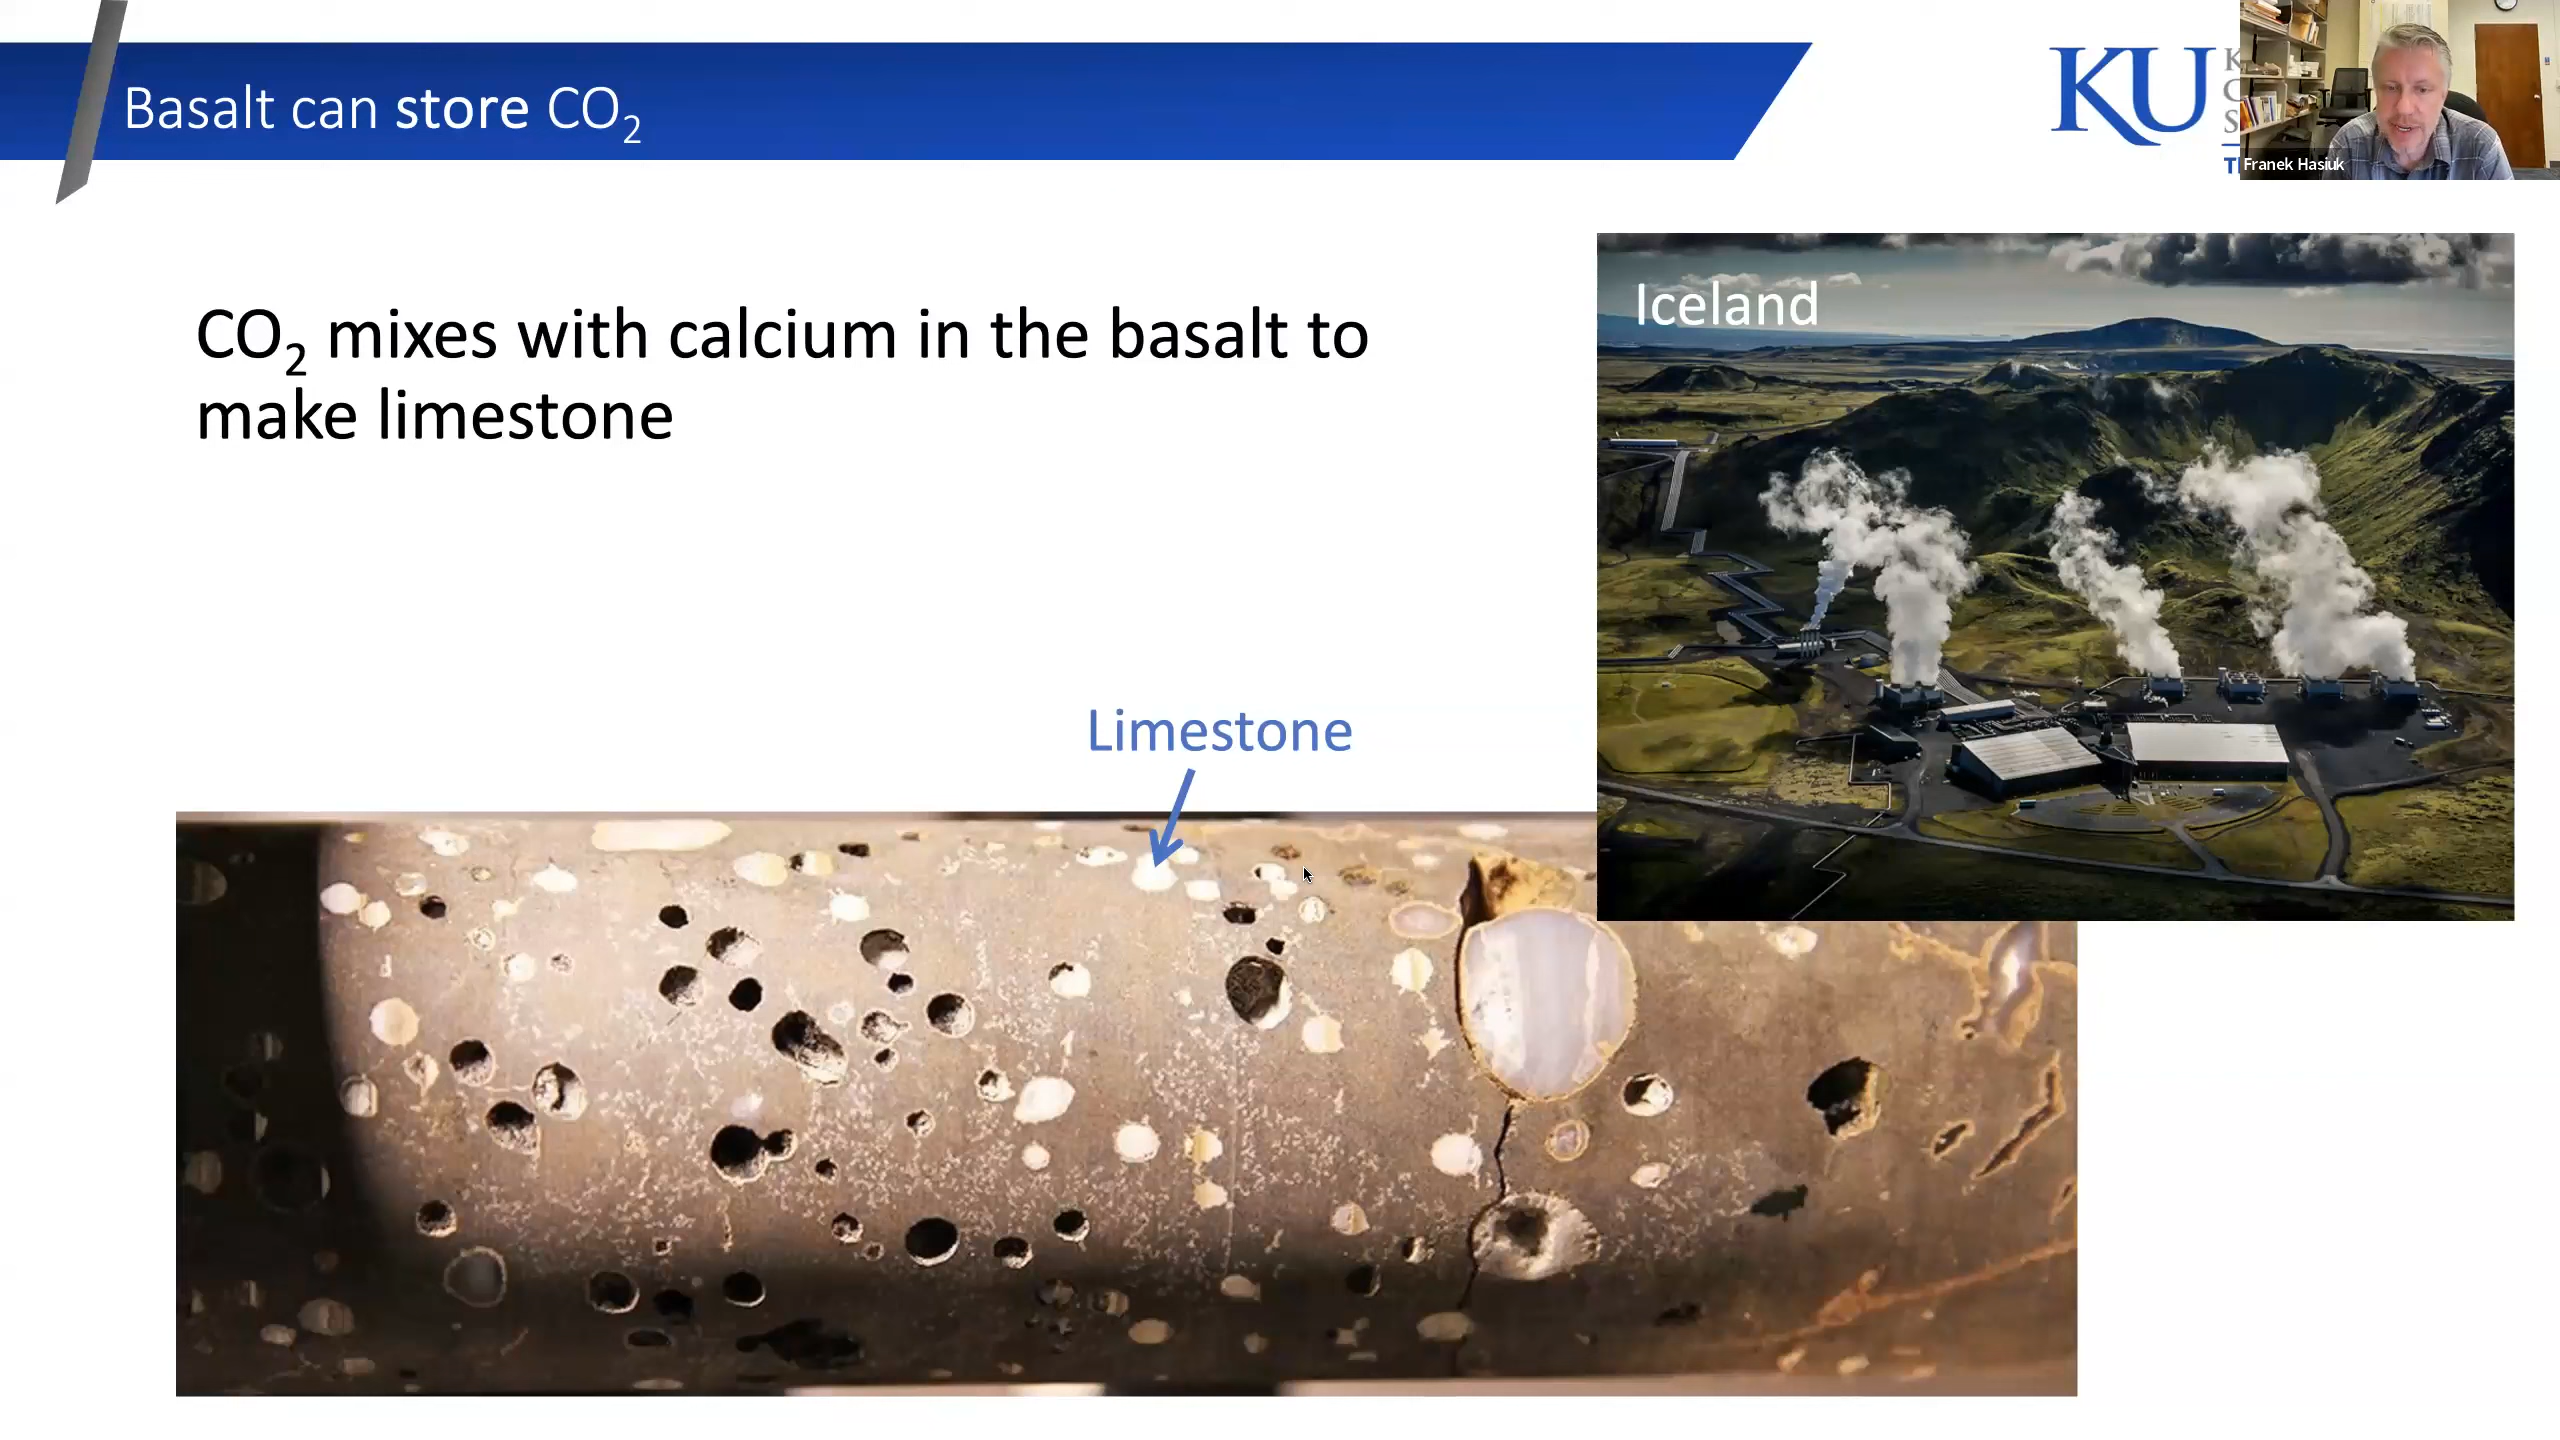 Basalt can store CO₂
KU
Franek Hasiuk
CO₂ mixes with calcium in the basalt to
make limestone
Iceland
Limestone